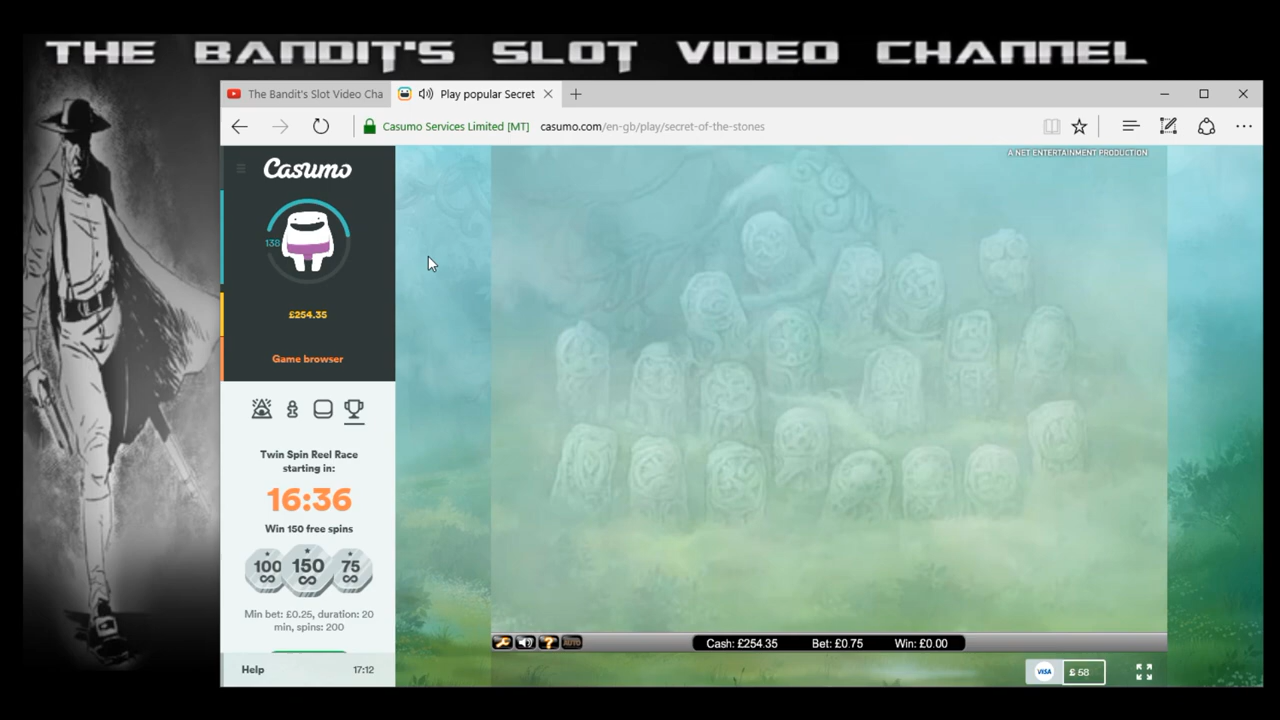 THE BANDIT'S SLOT VIDEO CHANNEL
The Bandit's Slot Video Cha
Play popular Secret
Casumo Services Limited [MT] casumo.com/en-gb/play/secret-of-the-stones
Casumo
A NET ENTERTAINMENT PRODUCTION
138
£254.35
Game browser
Twin Spin Reel Race
starting in:
16:36
Win 150 free spins
100 150 75
Min bet: £0.25, duration: 20
min, spins: 200
AUTO
Cash: £254.35 Bet: £0.75 Win: £0.00
Help 17:12
VISA £ 58